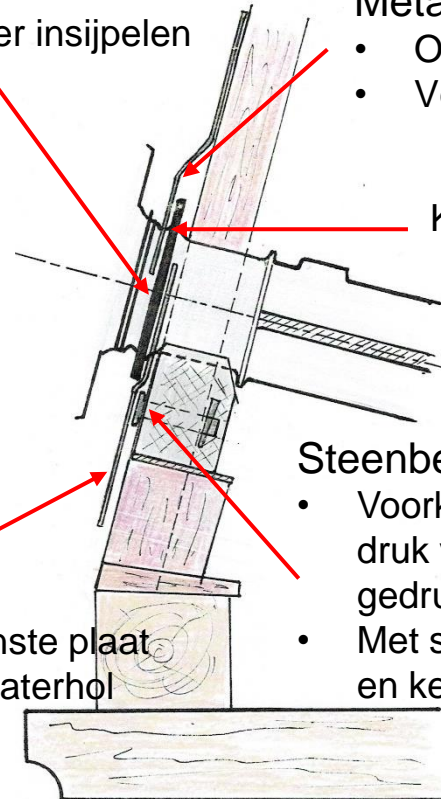 er insijpelen
Meta
• O
• V
K
Steenbe
• Voork
druk v
gedru
• Met s
en ke
nste plaat
aterhol